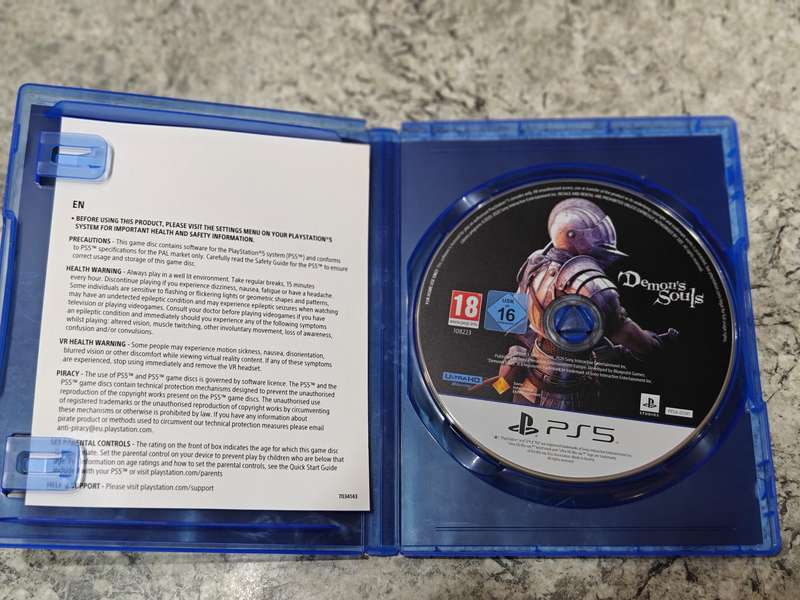 EN
• BEFORE USING THIS PRODUCT, PLEASE VISIT THE SETTINGS MENU ON YOUR PLAYSTATION®5
SYSTEM FOR IMPORTANT HEALTH AND SAFETY INFORMATION.
PRECAUTIONS - This game disc contains software for the PlayStation®5 system (PS5™) and conforms
to PS5™ specifications for the PAL market only. Carefully read the Safety Guide for the PS5™ to ensure
correct usage and storage of this game disc.
HEALTH WARNING - Always play in a well lit environment. Take regular breaks, 15 minutes
every hour. Discontinue playing if you experience dizziness, nausea, fatigue or have a headache.
Some individuals are sensitive to flashing or flickering lights or geometric shapes and patterns,
may have an undetected epileptic condition and may experience epileptic seizures when watching
television or playing videogames. Consult your doctor before playing videogames if you have
an epileptic condition and immediately should you experience any of the following symptoms
whilst playing: altered vision, muscle twitching, other involuntary movement, loss of awareness,
confusion and/or convulsions.
VR HEALTH WARNING - Some people may experience motion sickness, nausea, disorientation,
blurred vision or other discomfort while viewing virtual reality content. If any of these symptoms
are experienced, stop using immediately and remove the VR headset.
PIRACY - The use of PS5™ and PS5™ game discs is governed by software licence. The PS5™ and the
PS5™ game discs contain technical protection mechanisms designed to prevent the unauthorised
reproduction of the copyright works present on the PS5™ game discs. The unauthorised use
of registered trademarks or the unauthorised reproduction of copyright works by circumventing
these mechanisms or otherwise is prohibited by law. If you have any information about
pirate product or methods used to circumvent our technical protection measures please email
anti-piracy@eu.playstation.com.
SET PARENTAL CONTROLS - The rating on the front of box indicates the age for which this game disc
mate. Set the parental control on your device to prevent play by children who are below that
information on age ratings and how to set the parental controls, see the Quick Start Guide
with your PS5™ or visit playstation.com/parents
HEL SUPPORT - Please visit playstation.com/support
7034143
Demon's
Souls
18
USK
16
108223
ULTRA HD
PLAYSTATION
STUDIOS
PS5